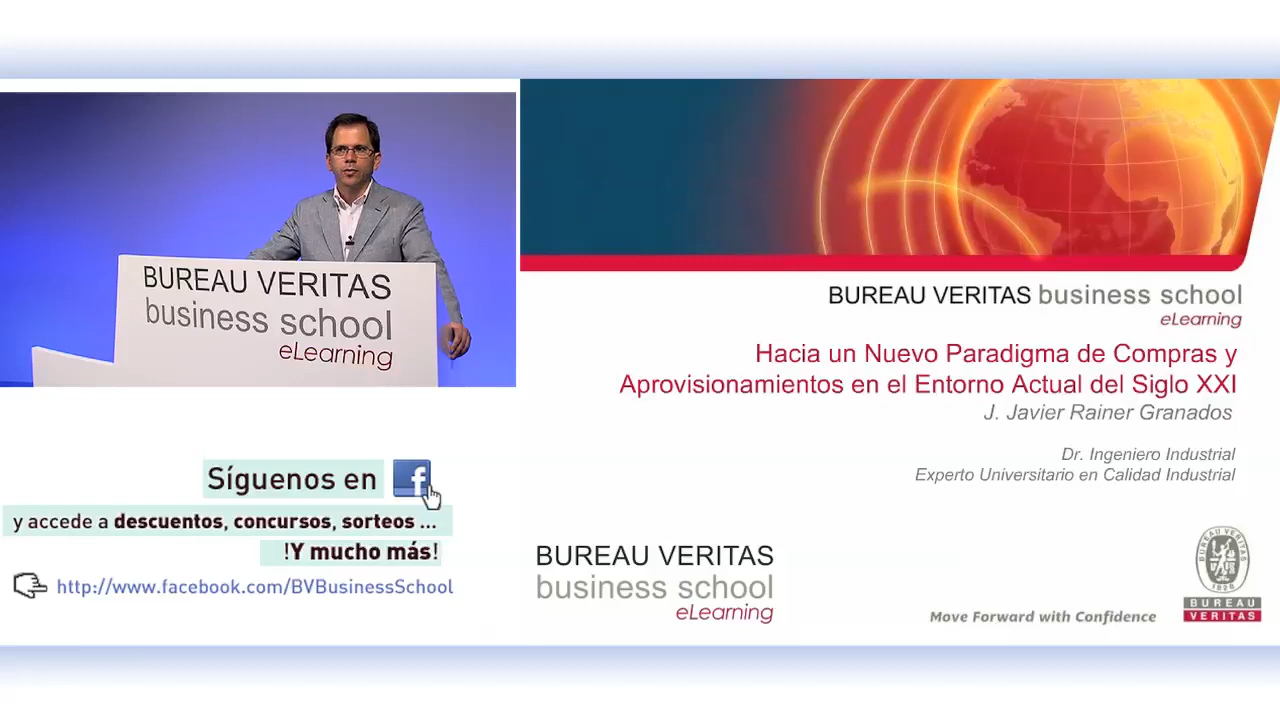 BUREAU VERITAS
business school
eLearning
Síguenos en f
y accede a descuentos, concursos, sorteos ...
!Y mucho más!
http://www.facebook.com/BVBusinessSchool
BUREAU VERITAS business school
eLearning
Hacia un Nuevo Paradigma de Compras y
Aprovisionamientos en el Entorno Actual del Siglo XXI
J. Javier Rainer Granados
Dr. Ingeniero Industrial
Experto Universitario en Calidad Industrial
BUREAU VERITAS
business school
eLearning
Move Forward with Confidence
BUREAU VERITAS
1828
BUREAU
VERITAS